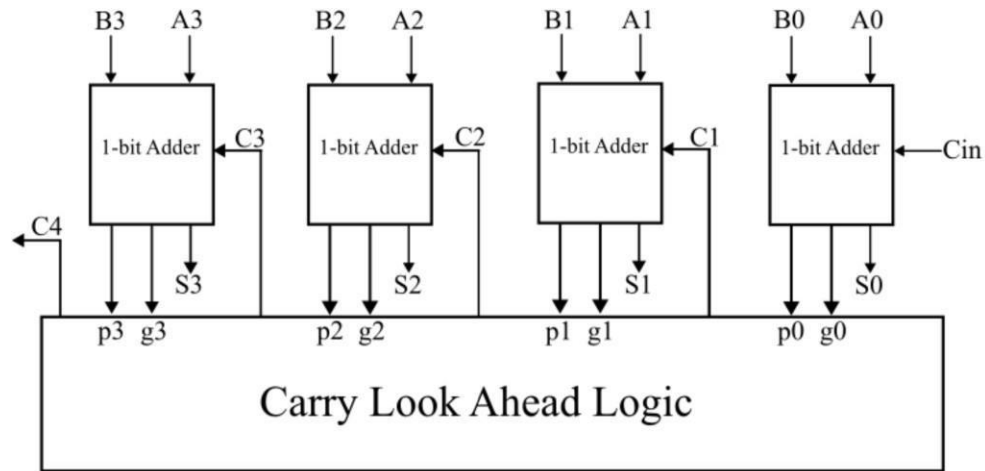 B3 A3 B2 A2 B1 A1 B0 A0
1-bit Adder C3 1-bit Adder C2 1-bit Adder C1 1-bit Adder Cin
C4
S3 S2 S1 S0
p3 g3 p2 g2 p1 g1 p0 g0
Carry Look Ahead Logic